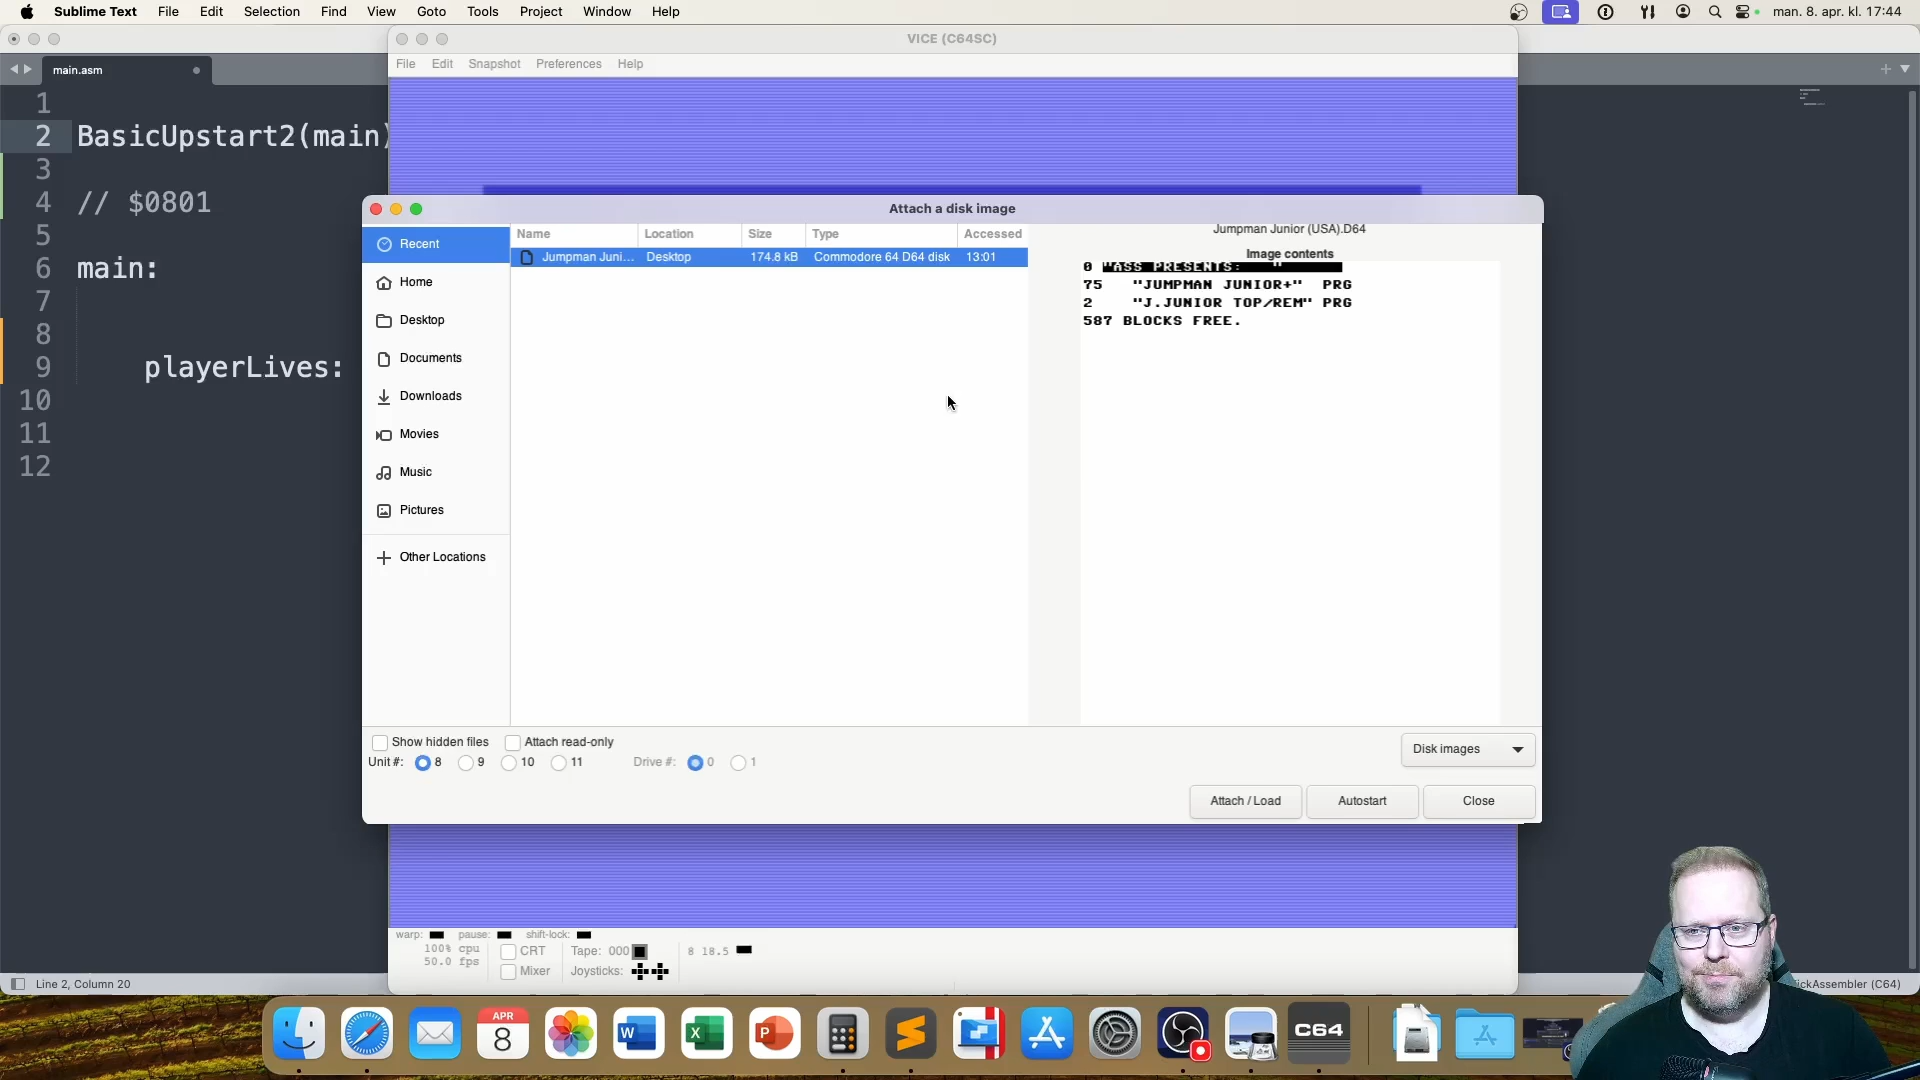 Sublime Text File Edit Selection Find View Goto Tools Project Window Help
man. 8. apr. kl. 17:44
VICE (C64SC)
main.asm
File Edit Snapshot Preferences Help
1
2 BasicUpstart2(main)
3
4 // $0801
5
6 main:
7
8
9 playerLives:
10
11
12
Attach a disk image
Recent
Home
Desktop
Documents
Downloads
Movies
Music
Pictures
Other Locations
Name Location Size Type Accessed
Jumpman Juni... Desktop 174.8 kB Commodore 64 D64 disk 13:01
Jumpman Junior (USA).D64
Image contents
0 "ASS PRESENTS: "
75 "JUMPMAN JUNIOR+" PRG
2 "J.JUNIOR TOP/REM" PRG
587 BLOCKS FREE.
Show hidden files Attach read-only
Unit #: 8 9 10 11 Drive #: 0 1
Disk images
Attach / Load Autostart Close
warp: pause: shift-lock:
100% cpu
50.0 fps
CRT
Mixer
Tape: 000
Joysticks:
8 18.5
Line 2, Column 20
ickAssembler (C64)
APR
8
W
X
P
C64